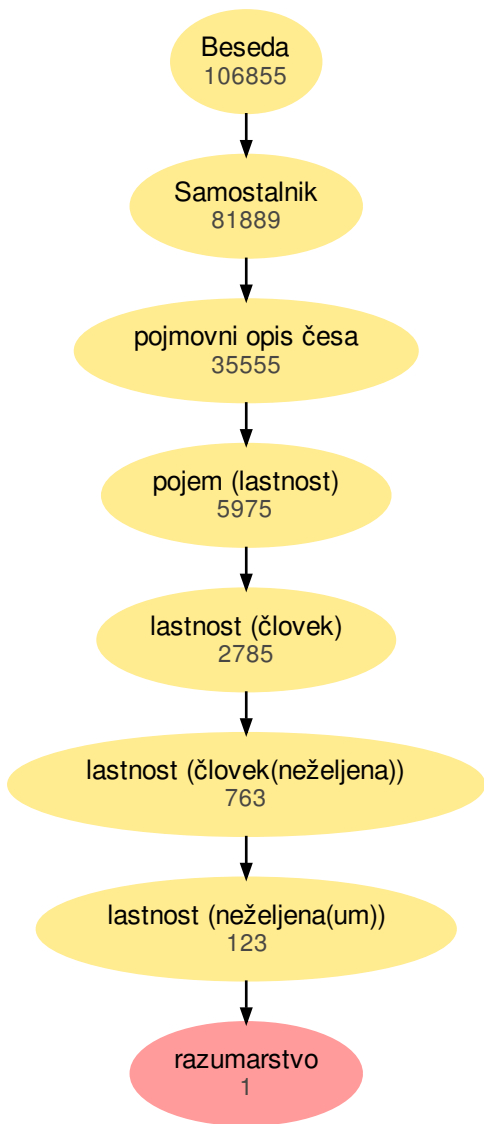 Beseda
106855
Samostalnik
81889
pojmovni opis česa
35555
pojem (lastnost)
5975
lastnost (človek)
2785
lastnost (človek(neželjena))
763
lastnost (neželjena(um))
123
razumarstvo
1